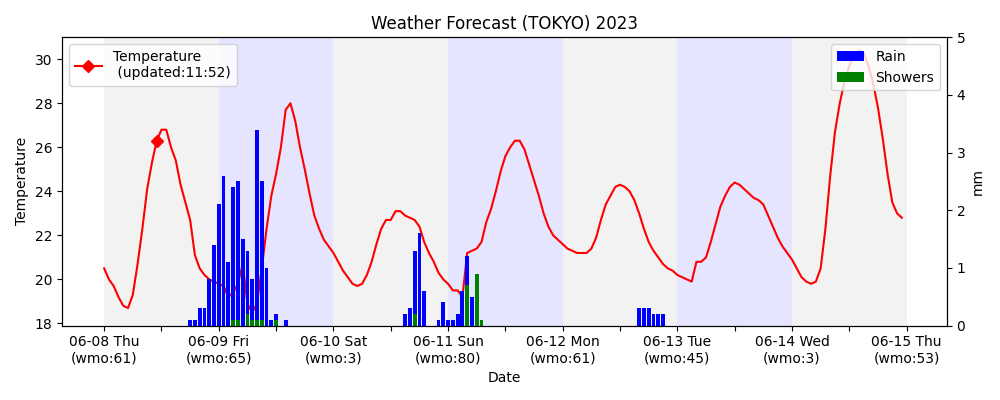 Weather Forecast (TOKYO) 2023
Temperature
(updated:11:52)
Rain
Showers
Temperature
30
28
26
24
22
20
18
5
4
3
2
1
0
mm
06-08 Thu
(wmo:61)
06-09 Fri
(wmo:65)
06-10 Sat
(wmo:3)
06-11 Sun
(wmo:80)
06-12 Mon
(wmo:61)
06-13 Tue
(wmo:45)
06-14 Wed
(wmo:3)
06-15 Thu
(wmo:53)
Date